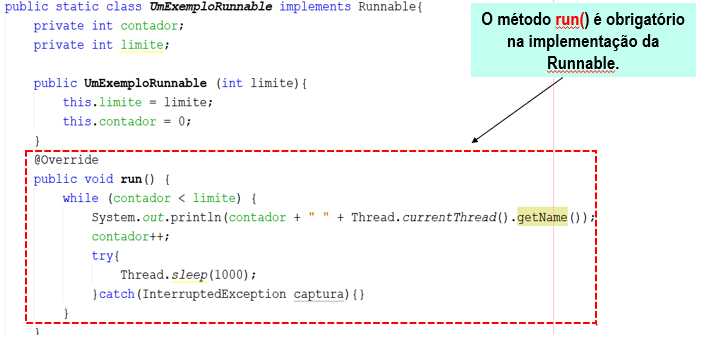 public static class UmExemploRunnable implements Runnable{
private int contador;
private int limite;
public UmExemploRunnable (int limite){
this.limite = limite;
this.contador = 0;
}
@Override
public void run() {
while (contador < limite) {
System.out.println(contador + " " + Thread.currentThread().getName());
contador++;
try{
Thread.sleep(1000);
}catch(InterruptedException captura){}
}
}
O método run() é obrigatório
na implementação da
Runnable.